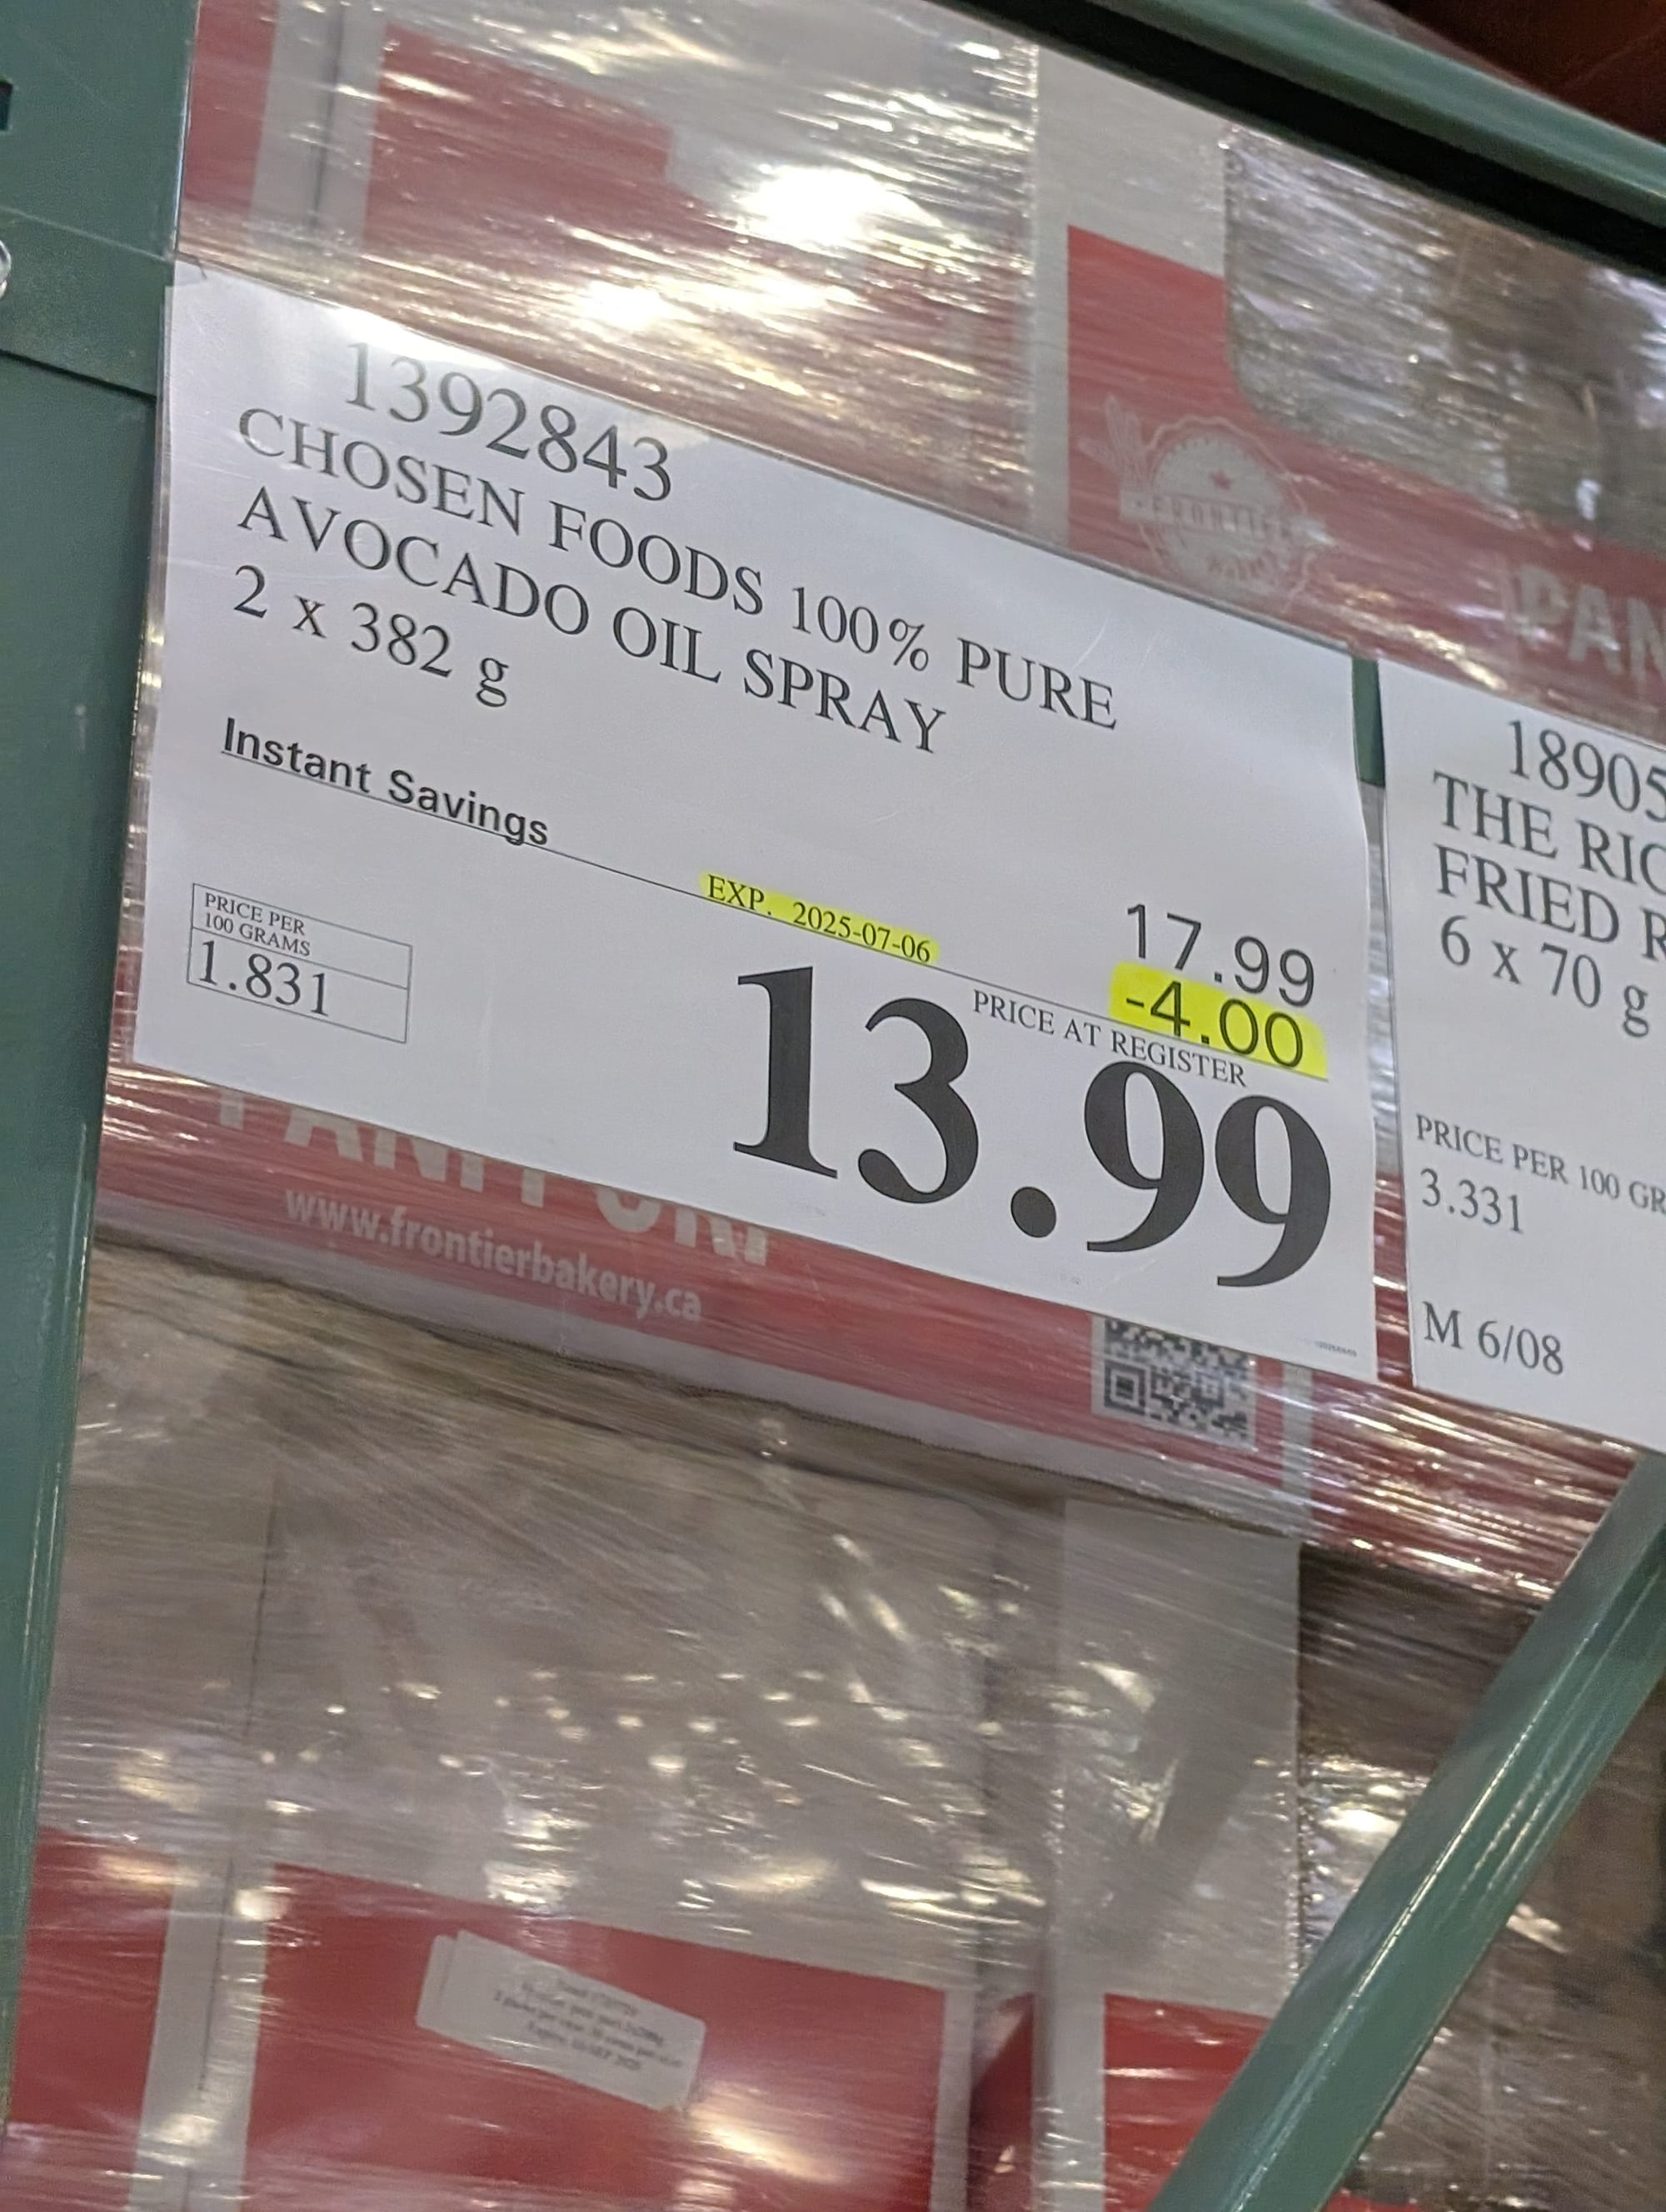 1392843
CHOSEN FOODS 100% PURE
AVOCADO OIL SPRAY
2 x 382 g
Instant Savings
EXP. 2025-07-06
17.99
-4.00
PRICE AT REGISTER
13.99
PRICE PER
100 GRAMS
1.831
18905
THE RIC
FRIED R
6 x 70 g
PRICE PER 100 GR
3.331
M 6/08
PAN
www.frontierbakery.ca